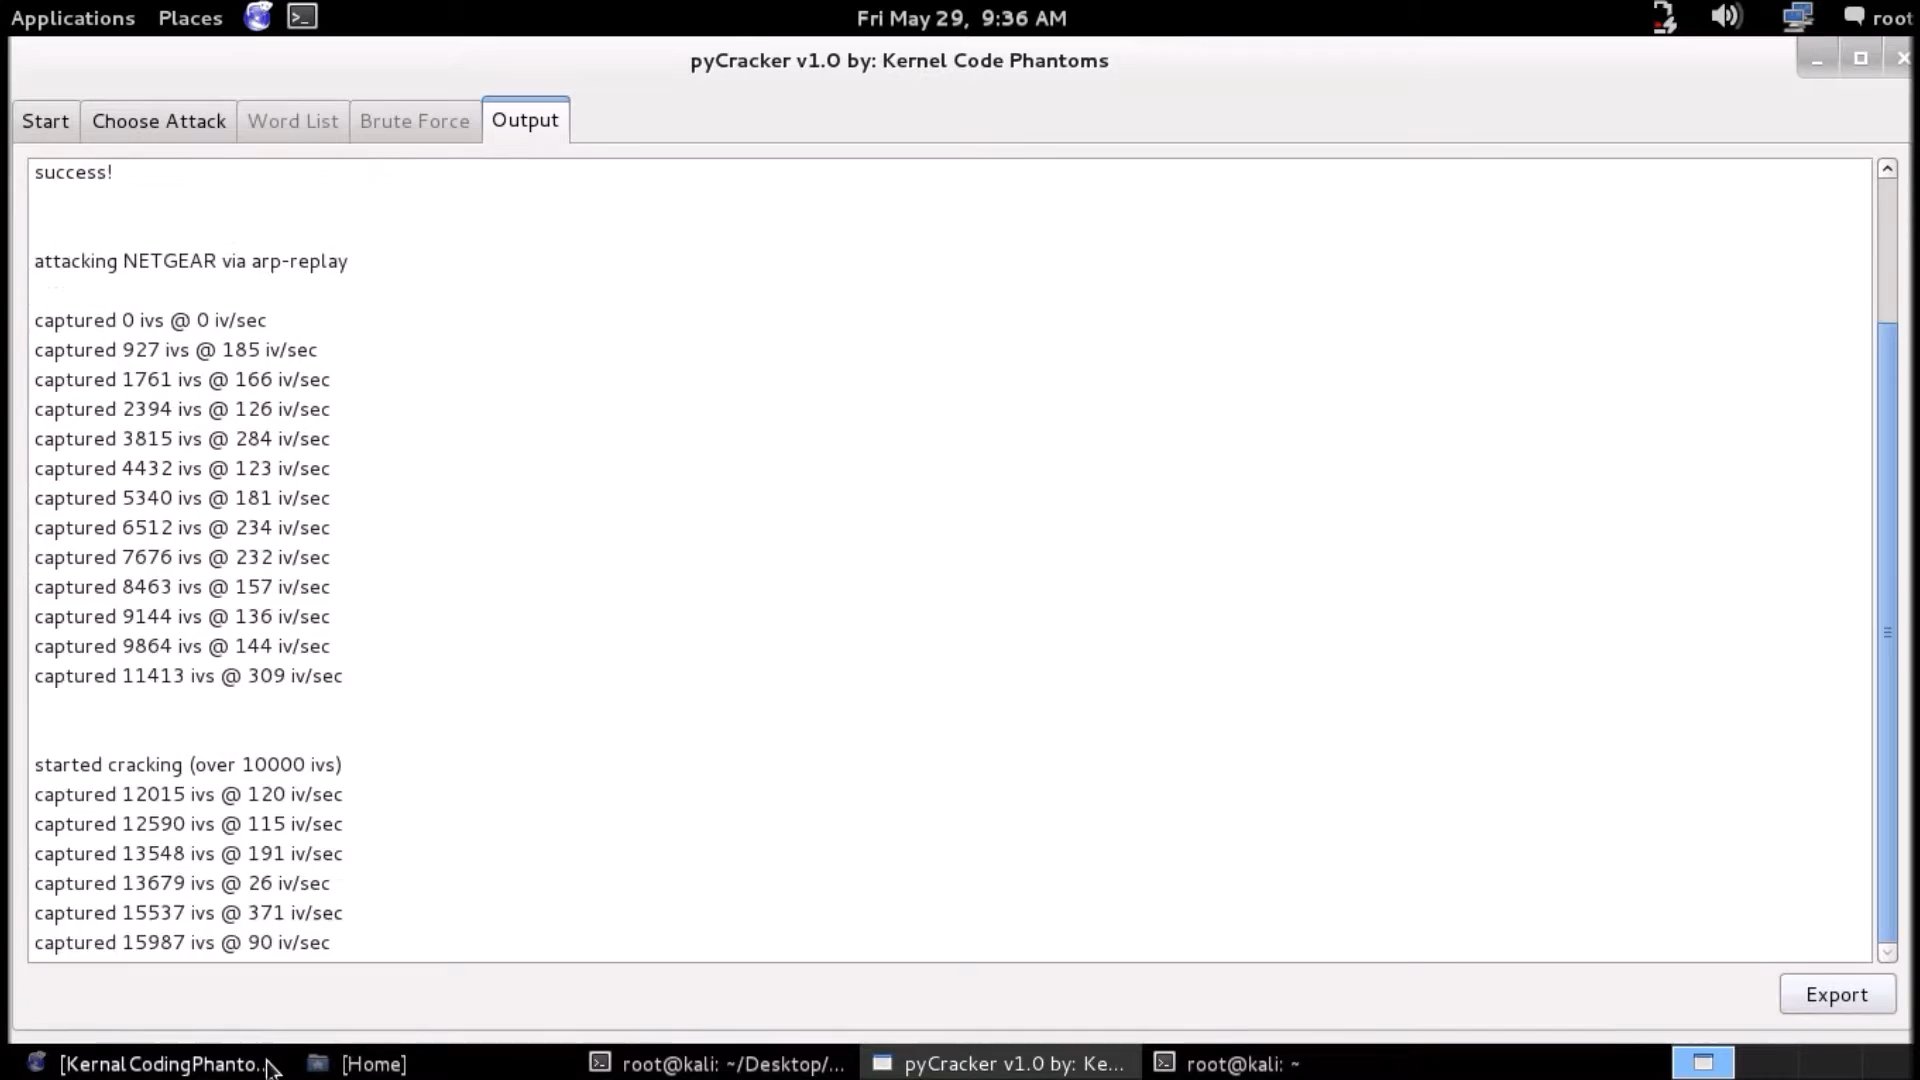 Applications Places Fri May 29, 9:36 AM root
pyCracker v1.0 by: Kernel Code Phantoms
Start Choose Attack Word List Brute Force Output
success!
attacking NETGEAR via arp-replay
captured 0 ivs @ 0 iv/sec
captured 927 ivs @ 185 iv/sec
captured 1761 ivs @ 166 iv/sec
captured 2394 ivs @ 126 iv/sec
captured 3815 ivs @ 284 iv/sec
captured 4432 ivs @ 123 iv/sec
captured 5340 ivs @ 181 iv/sec
captured 6512 ivs @ 234 iv/sec
captured 7676 ivs @ 232 iv/sec
captured 8463 ivs @ 157 iv/sec
captured 9144 ivs @ 136 iv/sec
captured 9864 ivs @ 144 iv/sec
captured 11413 ivs @ 309 iv/sec
started cracking (over 10000 ivs)
captured 12015 ivs @ 120 iv/sec
captured 12590 ivs @ 115 iv/sec
captured 13548 ivs @ 191 iv/sec
captured 13679 ivs @ 26 iv/sec
captured 15537 ivs @ 371 iv/sec
captured 15987 ivs @ 90 iv/sec
Export
[KernalCodingPhanto... [Home] root@kali: ~/Desktop/... pyCracker v1.0 by: Ke... root@kali: ~